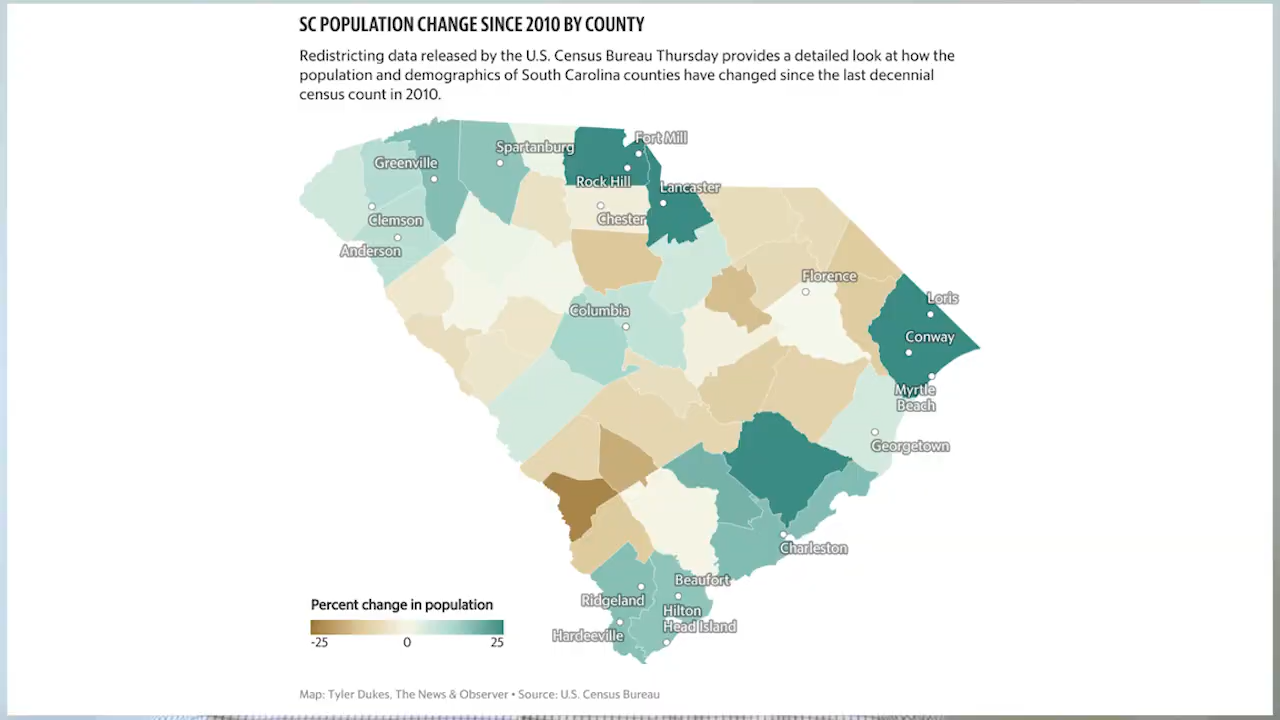 SC POPULATION CHANGE SINCE 2010 BY COUNTY
Redistricting data released by the U.S. Census Bureau Thursday provides a detailed look at how the
population and demographics of South Carolina counties have changed since the last decennial
census count in 2010.
Fort Mill
Spartanburg
Greenville
Rock Hill
Lancaster
Clemson
Chester
Anderson
Florence
Loris
Columbia
Conway
Myrtle
Beach
Georgetown
Charleston
Beaufort
Ridgeland
Hilton
Head Island
Hardeeville
Percent change in population
-25 0 25
Map: Tyler Dukes, The News & Observer • Source: U.S. Census Bureau